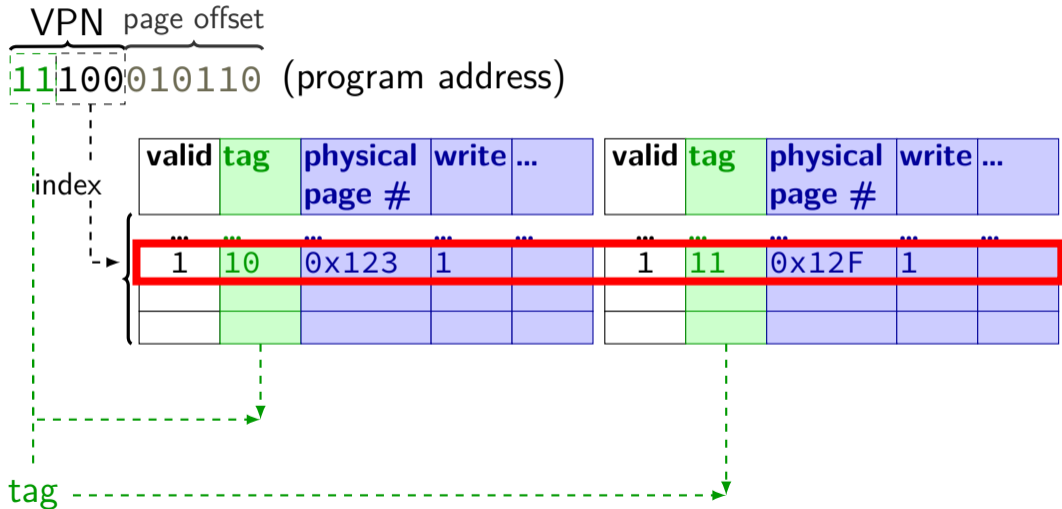 VPN page offset
11100010110 (program address)
index
valid tag physical page # write ... valid tag physical page # write ...
... ... ... ... ... ... ... ... ... ...
1 10 0x123 1 1 11 0x12F 1
tag